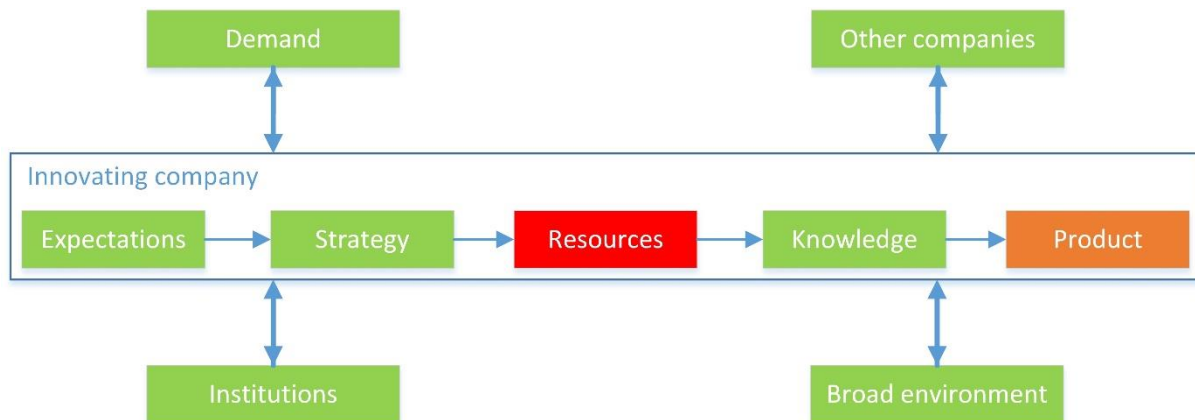 Demand
Other companies
Innovating company
Expectations
Strategy
Resources
Knowledge
Product
Institutions
Broad environment